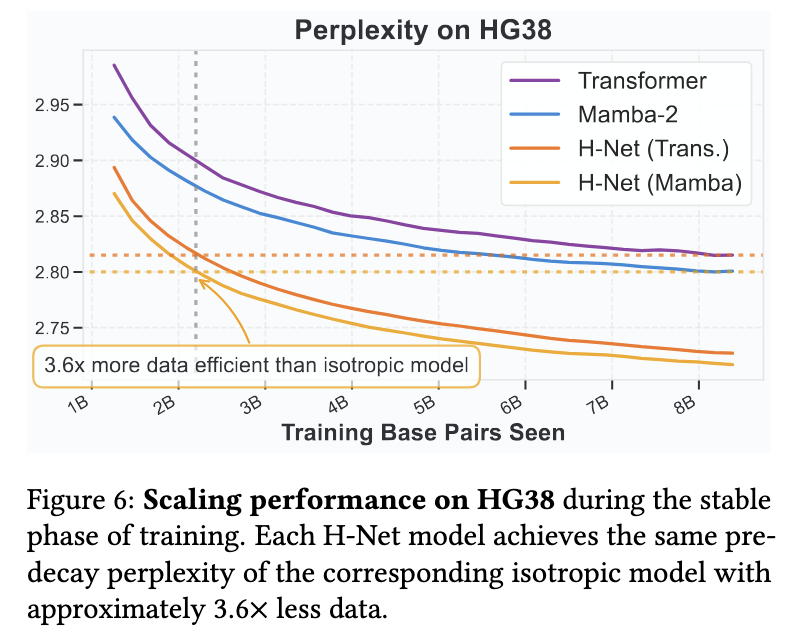 Perplexity on HG38
Transformer
Mamba-2
H-Net (Trans.)
H-Net (Mamba)
2.95
2.90
2.85
2.80
2.75
3.6x more data efficient than isotropic model
1B
2B
3B
4B
5B
6B
7B
8B
Training Base Pairs Seen
Figure 6: Scaling performance on HG38 during the stable
phase of training. Each H-Net model achieves the same pre-
decay perplexity of the corresponding isotropic model with
approximately 3.6× less data.